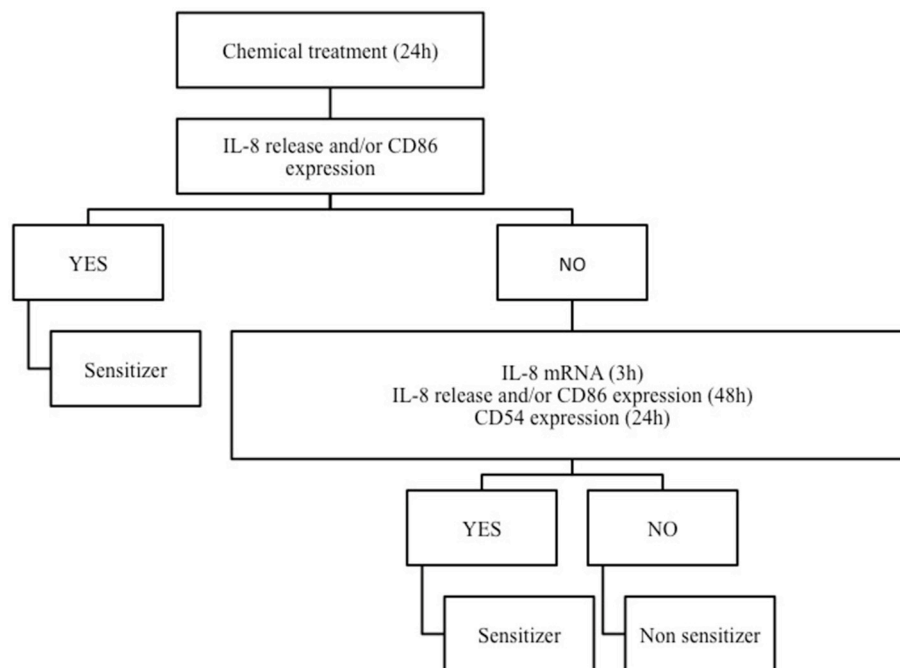 Chemical treatment (24h)
IL-8 release and/or CD86
expression
YES
NO
Sensitizer
IL-8 mRNA (3h)
IL-8 release and/or CD86 expression (48h)
CD54 expression (24h)
YES
NO
Sensitizer
Non sensitizer